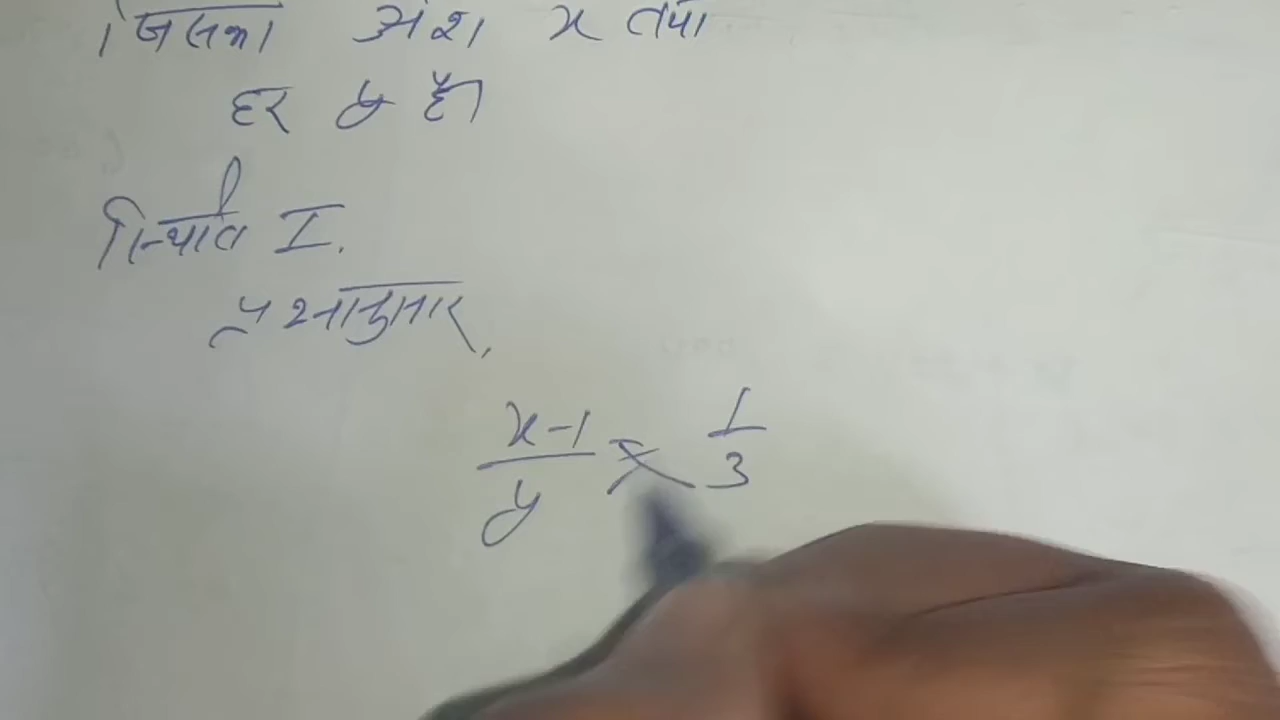 जिसका अंश x तथा
हर y है।
स्थिति I.
प्रश्नानुसार,
x-1/y = 1/3